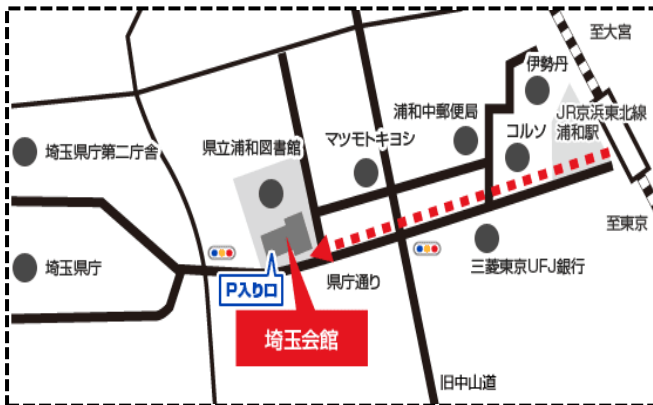 至大宮
伊勢丹
JR京浜東北線
浦和駅
浦和中郵便局
コルソ
マツモトキヨシ
県立浦和図書館
埼玉県庁第二庁舎
至東京
埼玉県庁
三菱東京UFJ銀行
県庁通り
P入り口
埼玉会館
旧中山道